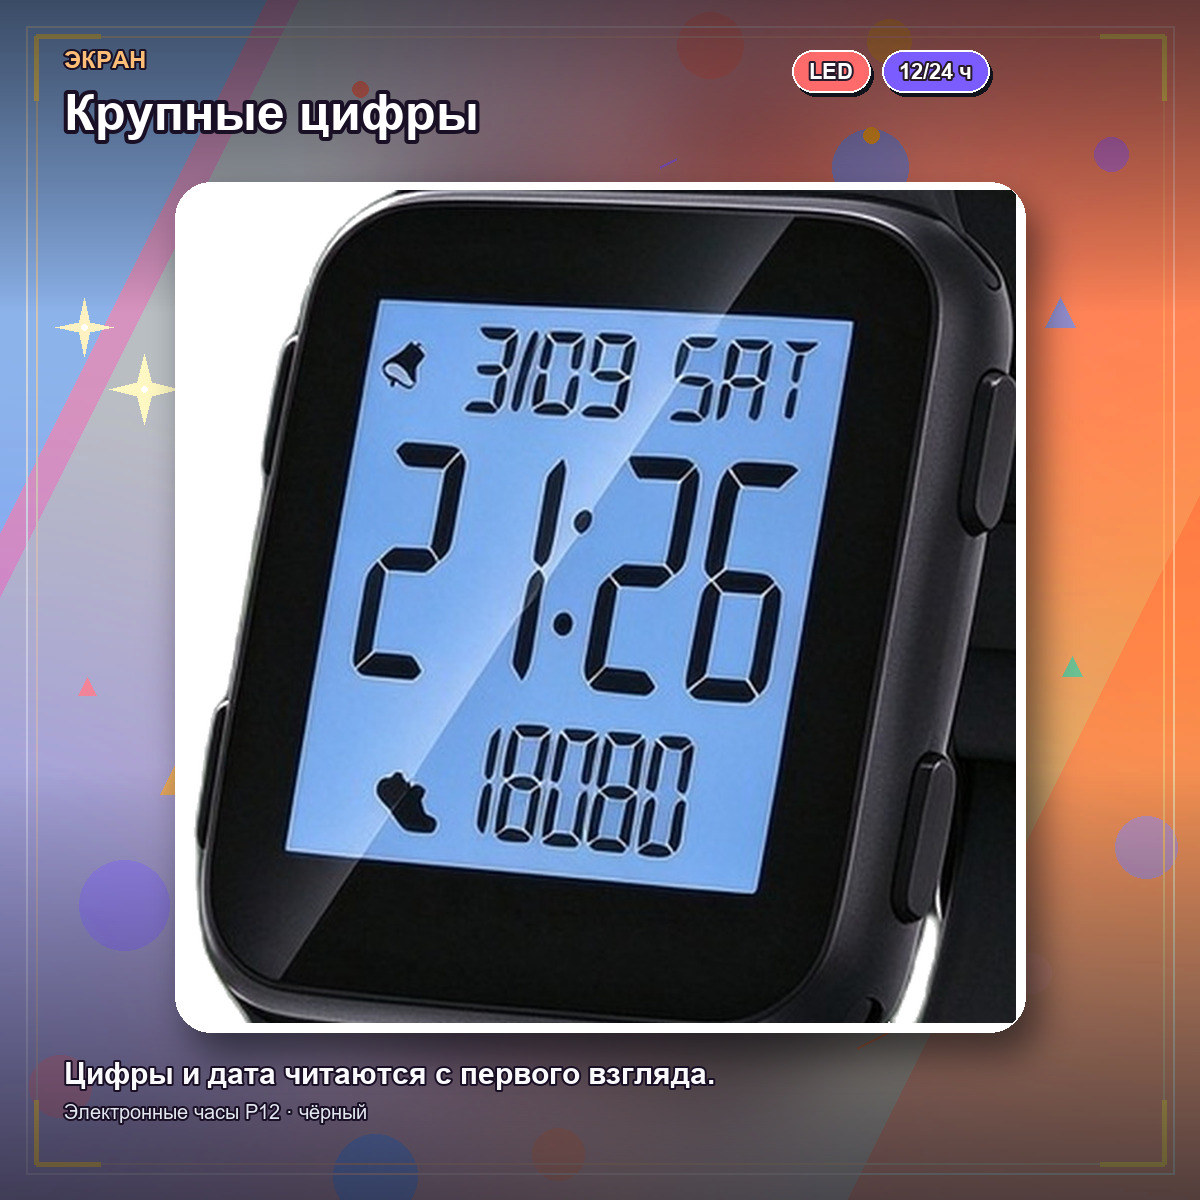 ЭКРАН
Крупные цифры
LED
12/24 ч
3/09 SAT
21:26
18080
Цифры и дата читаются с первого взгляда.
Электронные часы P12 · чёрный